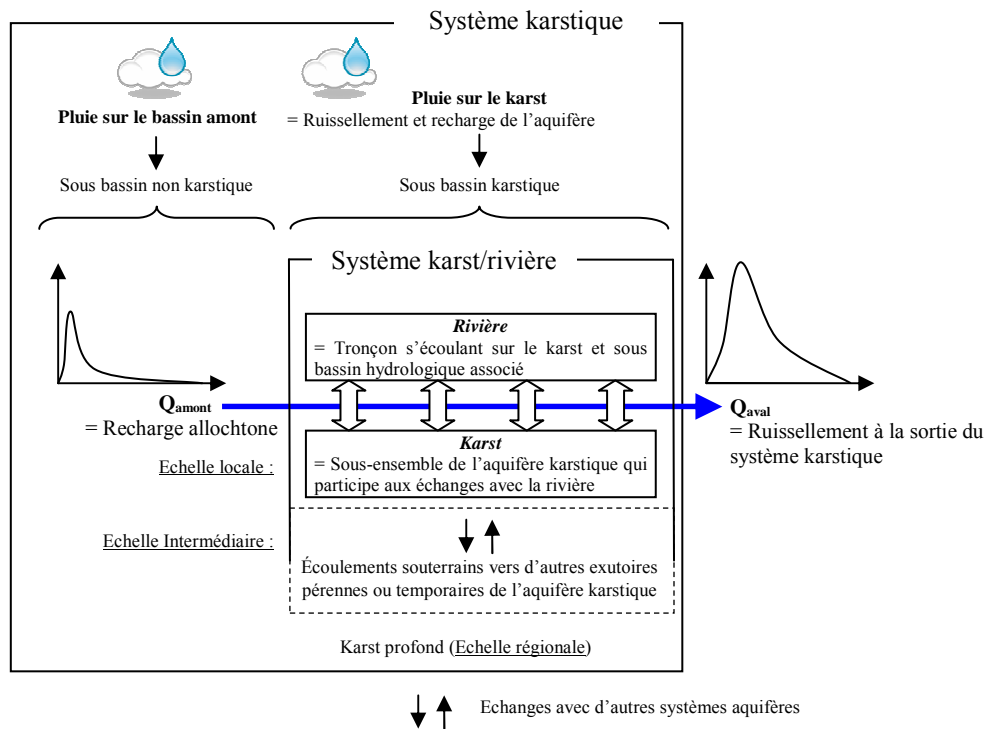 Système karstique
Pluie sur le bassin amont
Pluie sur le karst
= Ruissellement et recharge de l’aquifère
Sous bassin non karstique
Sous bassin karstique
Système karst/rivière
Rivière
= Tronçon s’écoulant sur le karst et sous
bassin hydrologique associé
Qamont
= Recharge allochtone
Qaval
= Ruissellement à la sortie du
système karstique
Karst
= Sous-ensemble de l’aquifère karstique qui
participe aux échanges avec la rivière
Echelle locale :
Echelle Intermédiaire :
Écoulements souterrains vers d’autres exutoires
pérennes ou temporaires de l’aquifère karstique
Karst profond (Echelle régionale)
Echanges avec d’autres systèmes aquifères